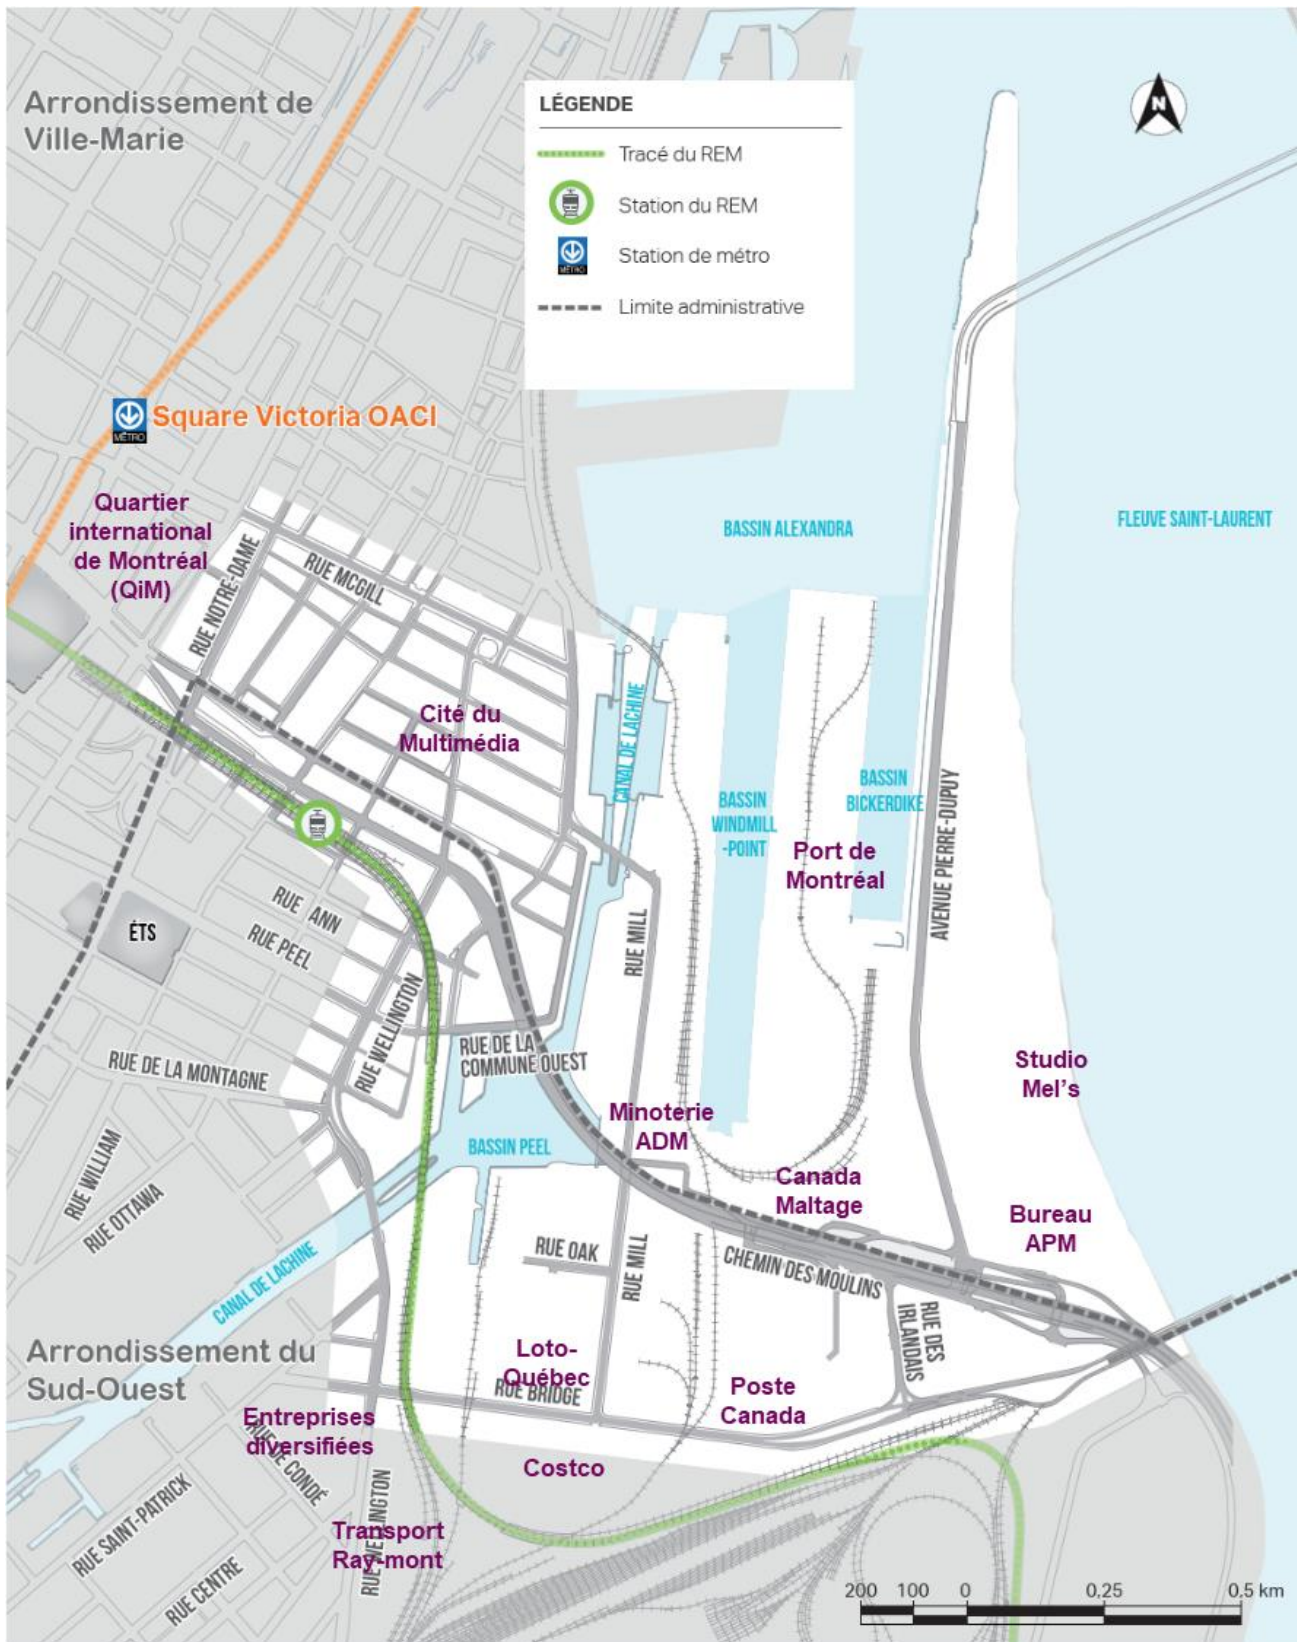 Arrondissement de
Ville-Marie
LÉGENDE
Tracé du REM
Station du REM
MÉTRO
Station de métro
Limite administrative
N
MÉTRO
Square Victoria OACI
Quartier
international
de Montréal
(QiM)
RUE NOTRE-DAME
RUE MCGILL
BASSIN ALEXANDRA
FLEUVE SAINT-LAURENT
Cité du
Multimédia
CANAL DE LACHINE
BASSIN
WINDMILL
-POINT
BASSIN
BICKERDIKE
Port de
Montréal
AVENUE PIERRE-DUPUY
ÉTS
RUE ANN
RUE PEEL
RUE MILL
RUE WELLINGTON
RUE DE LA
COMMUNE OUEST
RUE DE LA MONTAGNE
Studio
Mel's
Minoterie
ADM
BASSIN PEEL
RUE WILLIAM
RUE OTTAWA
Canada
Maltage
Bureau
APM
RUE OAK
RUE MILL
CHEMIN DES MOULINS
CANAL DE LACHINE
RUE DES
IRLANDAIS
Arrondissement du
Sud-Ouest
Loto-
Québec
RUE BRIDGE
Poste
Canada
Entreprises
diversifiées
RUE DE CONDÉ
Costco
RUE SAINT-PATRICK
RUE WELLINGTON
Transport
Ray-mont
RUE CENTRE
200 100 0 0,25 0,5 km